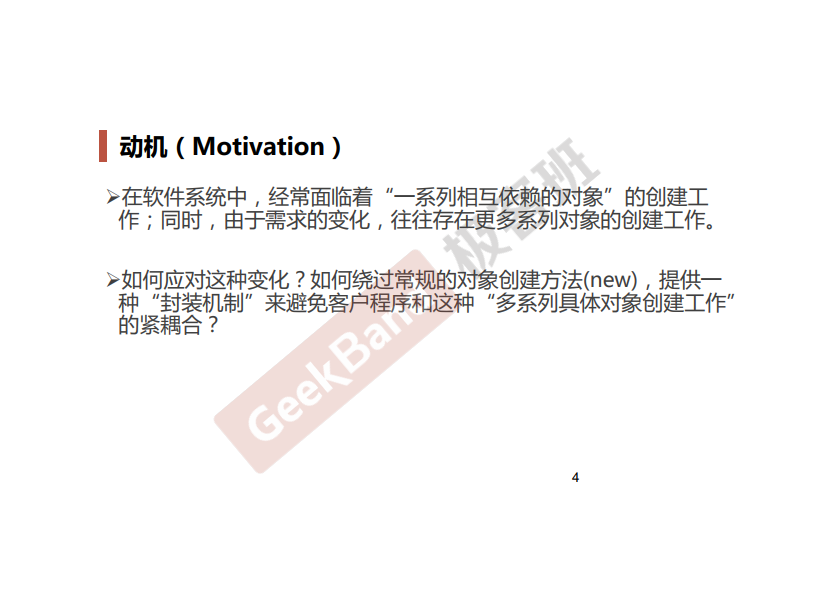 动机（Motivation）
➢在软件系统中，经常面临着“一系列相互依赖的对象”的创建工
作；同时，由于需求的变化，往往存在更多系列对象的创建工作。
➢如何应对这种变化？如何绕过常规的对象创建方法(new)，提供一
种“封装机制”来避免客户程序和这种“多系列具体对象创建工作”
的紧耦合？
GeekBand 极客班
4